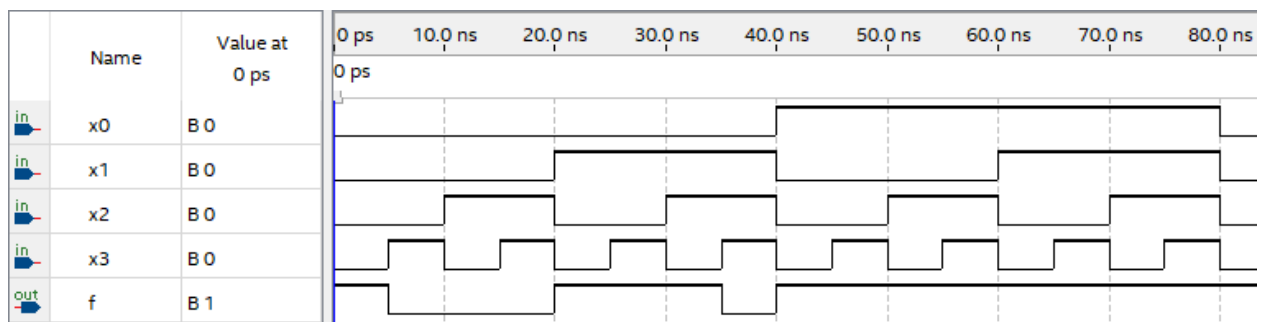 Name
Value at
0 ps
0 ps 10.0 ns 20.0 ns 30.0 ns 40.0 ns 50.0 ns 60.0 ns 70.0 ns 80.0 ns
0 ps
in x0 B 0
in x1 B 0
in x2 B 0
in x3 B 0
out f B 1